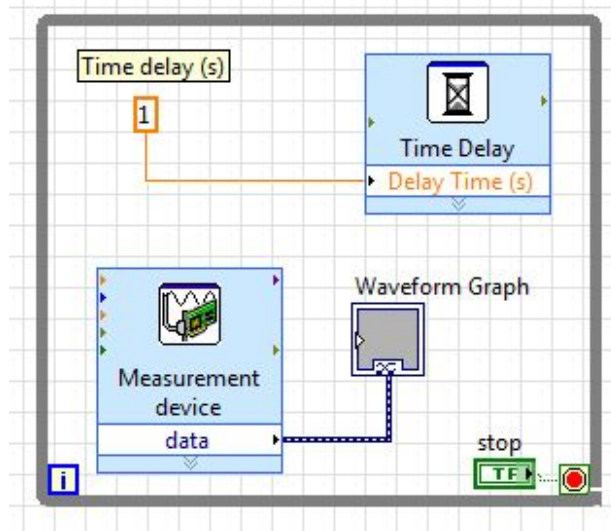 Time delay (s)
1
Time Delay
Delay Time (s)
Waveform Graph
Measurement
device
data
stop
TF
i